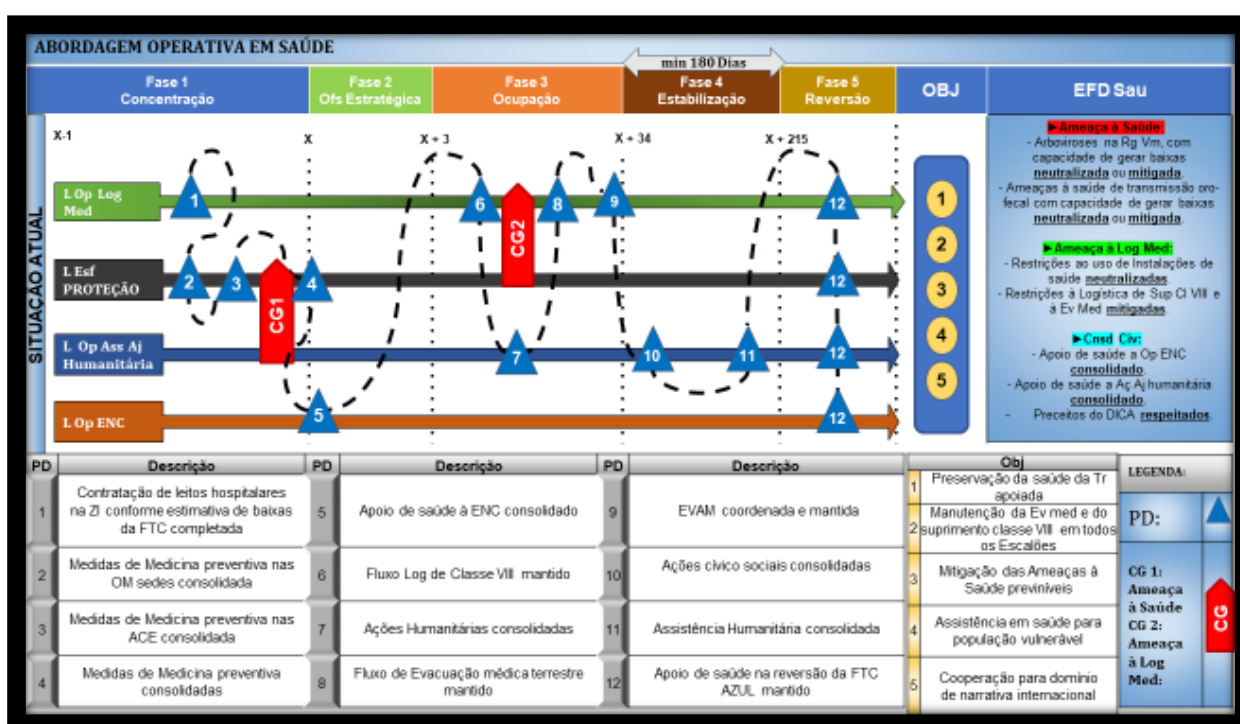 ABORDAGEM OPERATIVA EM SAÚDE
min 180 Dias
Fase 1
Concentração
Fase 2
Ofs Estratégica
Fase 3
Ocupação
Fase 4
Estabilização
Fase 5
Reversão
OBJ
EFD Sau
SITUAÇÃO ATUAL
X-1
X
X + 3
X + 34
X + 215
L Op Log
Med
1
6
8
9
12
CG2
L Esf
PROTEÇÃO
2
3
4
12
CG1
L Op Ass Aj
Humanitária
7
10
11
12
L Op ENC
5
12
1
2
3
4
5
►Ameaça à Saúde:
- Arboviroses na Rg Vm, com
capacidade de gerar baixas
neutralizada ou mitigada.
- Ameaças à saúde de transmissão oro-
fecal com capacidade de gerar baixas
neutralizada ou mitigada.
►Ameaça à Log Med:
- Restrições ao uso de Instalações de
saúde neutralizadas.
- Restrições à Logística de Sup Cl VIII e
à Ev Med mitigadas.
►Cnsd Civ:
- Apoio de saúde a Op ENC
consolidado.
- Apoio de saúde a Aç Aj humanitária
consolidado.
- Preceitos do DICA respeitados.
PD
Descrição
1
Contratação de leitos hospitalares
na ZI conforme estimativa de baixas
da FTC completada
2
Medidas de Medicina preventiva nas
OM sedes consolidada
3
Medidas de Medicina preventiva nas
ACE consolidada
4
Medidas de Medicina preventiva
consolidadas
PD
Descrição
5
Apoio de saúde à ENC consolidado
6
Fluxo Log de Classe VIII mantido
7
Ações Humanitárias consolidadas
8
Fluxo de Evacuação médica terrestre
mantido
PD
Descrição
9
EVAM coordenada e mantida
10
Ações cívico sociais consolidadas
11
Assistência Humanitária consolidada
12
Apoio de saúde na reversão da FTC
AZUL mantido
Obj
1
Preservação da saúde da Tr
apoiada
2
Manutenção da Ev med e do
suprimento classe VIII em todos
os Escalões
3
Mitigação das Ameaças à
Saúde previníveis
4
Assistência em saúde para
população vulnerável
5
Cooperação para domínio
de narrativa internacional
LEGENDA:
PD:
CG 1:
Ameaça
à Saúde
CG 2:
Ameaça
à Log
Med:
CG